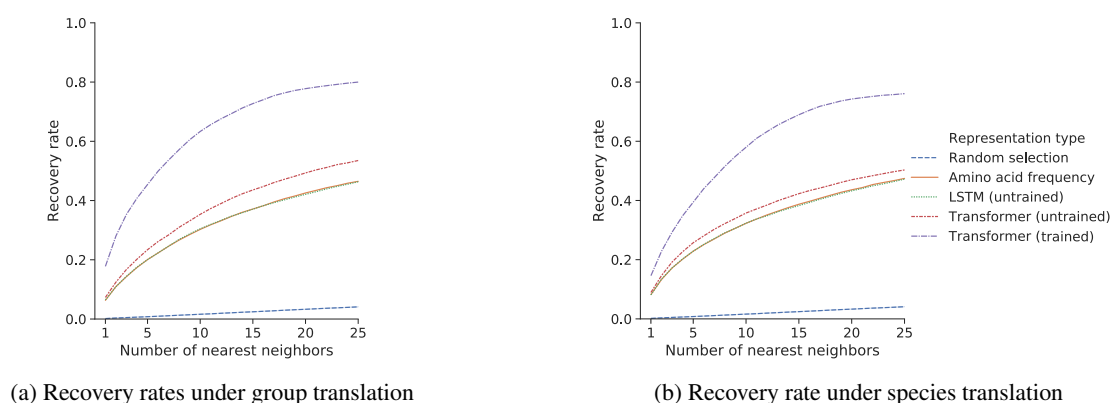 1.0
0.8
0.6
0.4
0.2
0.0
Recovery rate
1 5 10 15 20 25
Number of nearest neighbors
(a) Recovery rates under group translation
1.0
0.8
0.6
0.4
0.2
0.0
Recovery rate
1 5 10 15 20 25
Number of nearest neighbors
Representation type
Random selection
Amino acid frequency
LSTM (untrained)
Transformer (untrained)
Transformer (trained)
(b) Recovery rate under species translation